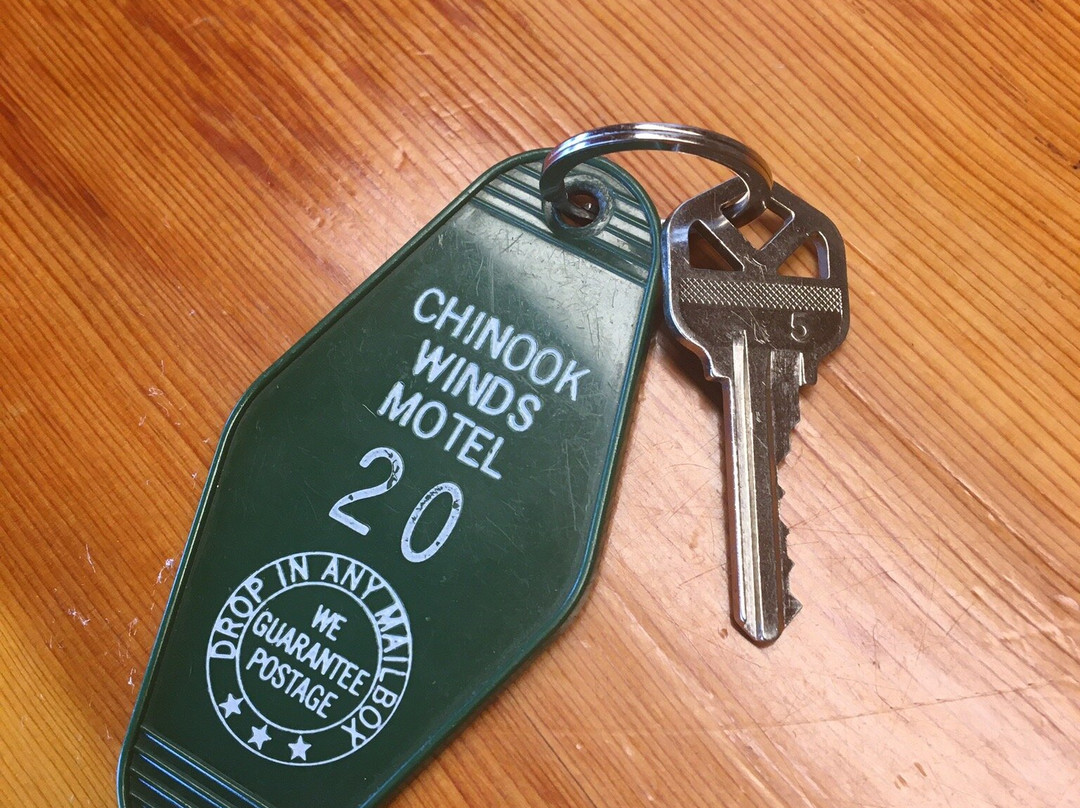 CHINOOK
WINDS
MOTEL
20
DROP IN ANY MAILBOX
WE
GUARANTEE
POSTAGE
5